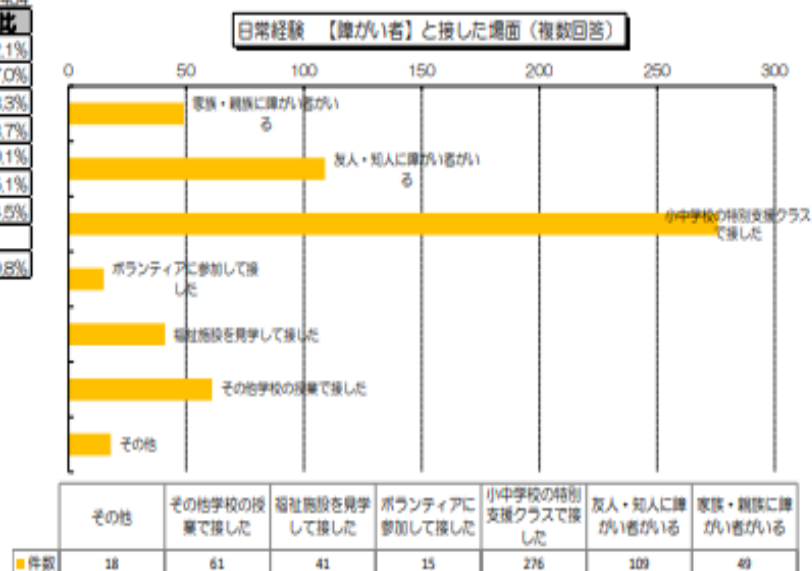 比
日常経験　【障がい者】と接した場面（複数回答）
0 50 100 150 200 250 300
家族・親族に障がい者がい
る
友人・知人に障がい者がい
る
小中学校の特別支援クラス
で接した
ボランティアに参加して接
した
福祉施設を見学して接した
その他学校の授業で接した
その他
その他
その他学校の授
業で接した
福祉施設を見学
して接した
ボランティアに
参加して接した
小中学校の特別
支援クラスで接
した
友人・知人に障
がい者がいる
家族・親族に障
がい者がいる
件数 18 61 41 15 276 109 49